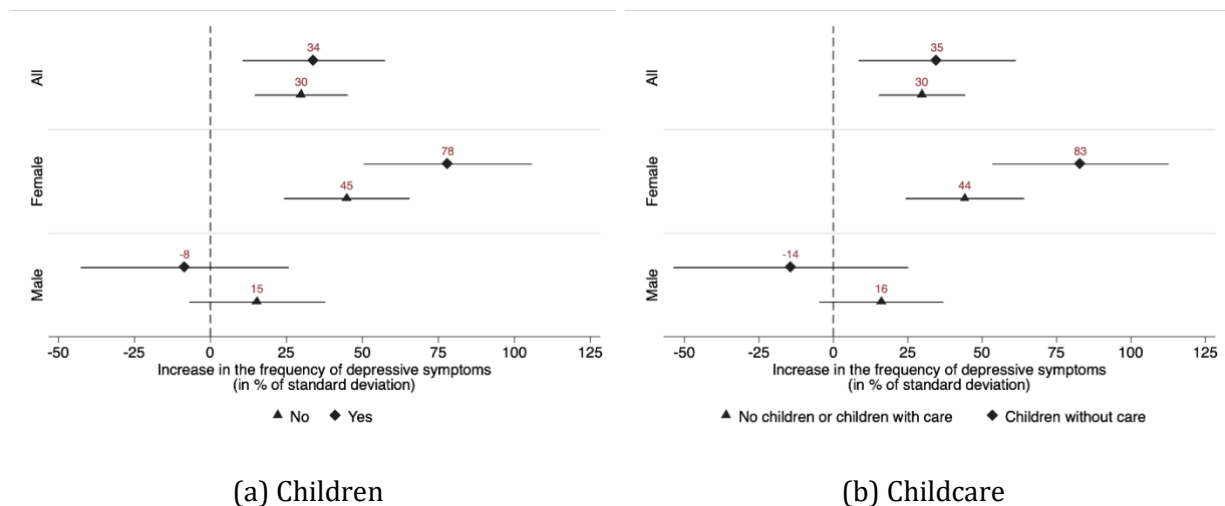 34
All
30
78
Female
45
-8
Male
15
-50 -25 0 25 50 75 100 125
Increase in the frequency of depressive symptoms
(in % of standard deviation)
▲ No ◆ Yes
(a) Children
35
All
30
83
Female
44
-14
Male
16
-50 -25 0 25 50 75 100 125
Increase in the frequency of depressive symptoms
(in % of standard deviation)
▲ No children or children with care ◆ Children without care
(b) Childcare